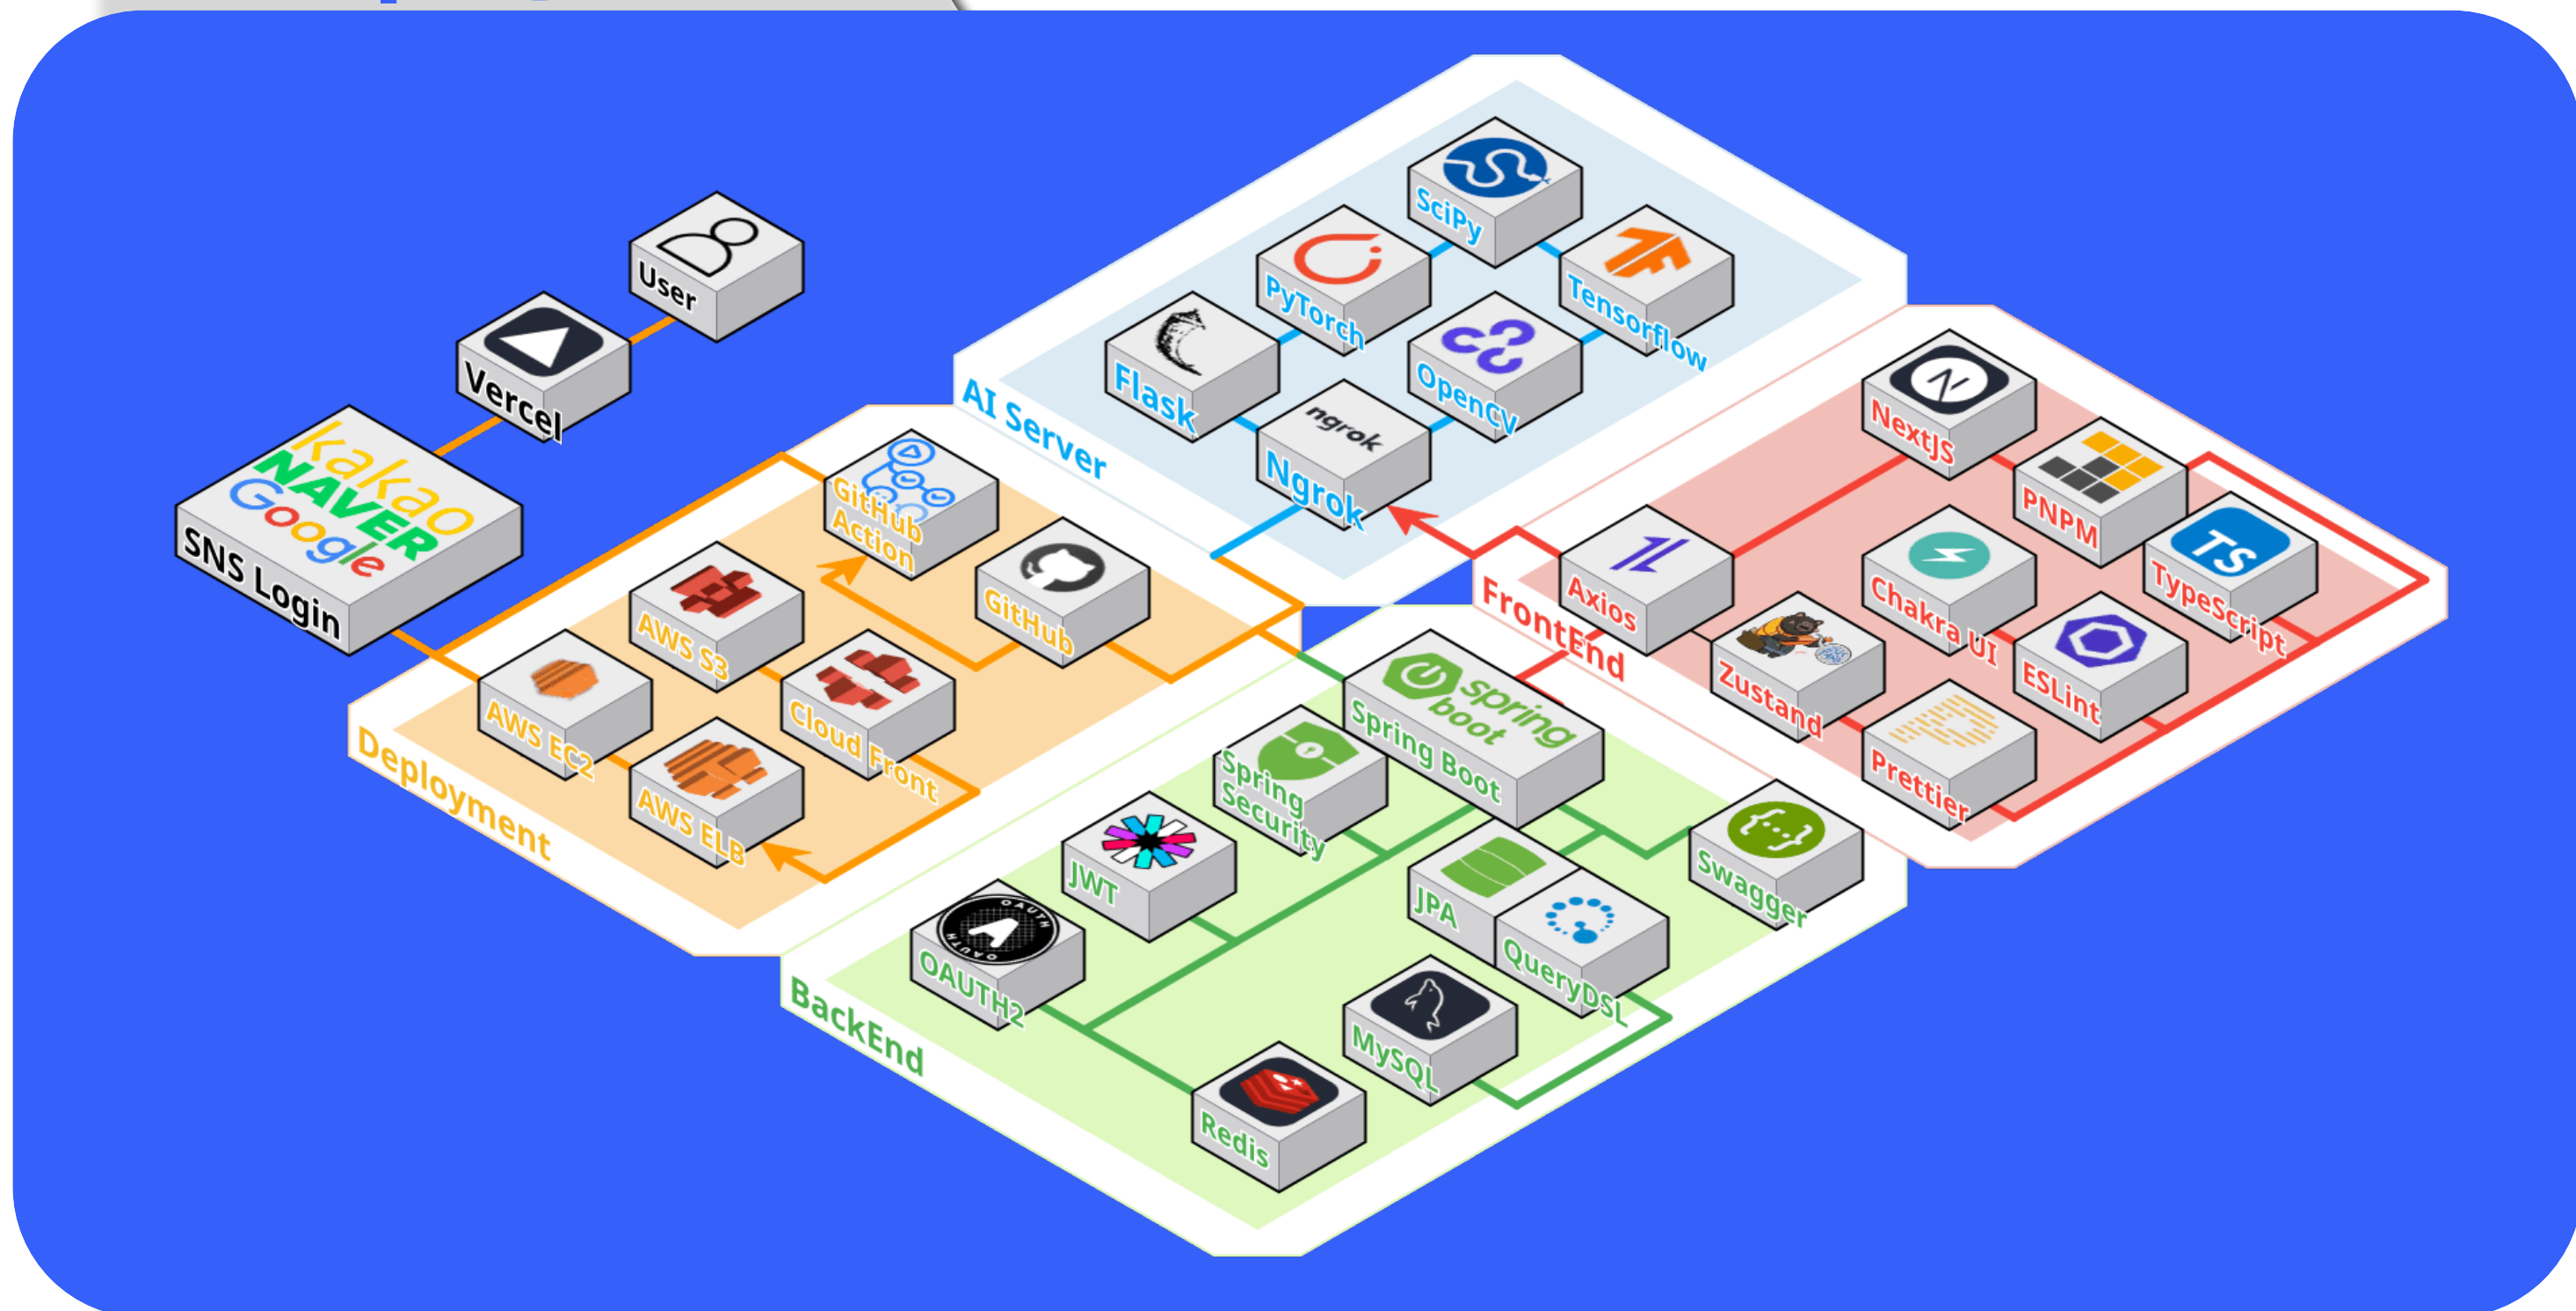 User
Vercel
kakao
NAVER
Google
SNS Login
AI Server
SciPy
PyTorch
Tensorflow
Flask
OpenCV
ngrok
Ngrok
Deployment
GitHub
Action
GitHub
AWS S3
Cloud Front
AWS EC2
AWS ELB
FrontEnd
N
NextJS
PNPM
TS
TypeScript
Axios
Chakra UI
Zustand
ESLint
Prettier
BackEnd
spring
boot
Spring Boot
Spring
Security
JWT
OAUTH
A
OAUTH
OAUTH2
JPA
QueryDSL
{...}
Swagger
MySQL
Redis